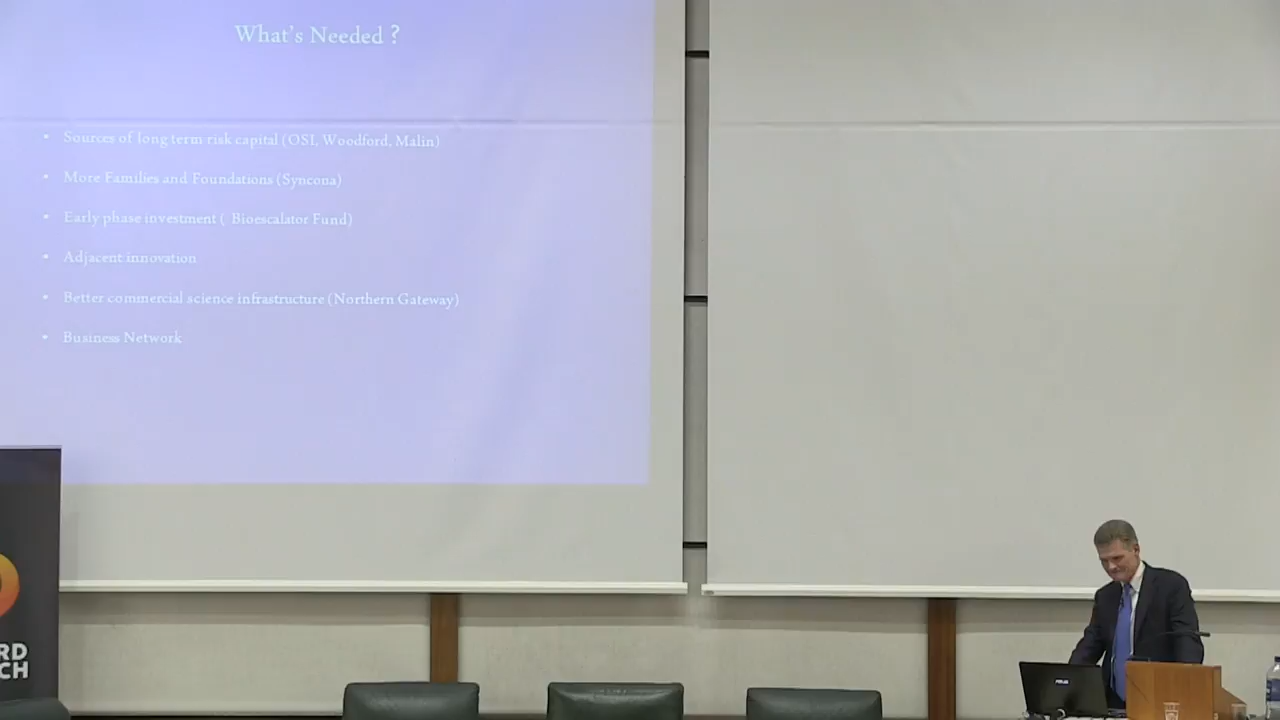 What's Needed ?
• Sources of long term risk capital (OSI, Woodford, Malin)
• More Families and Foundations (Syncona)
• Early phase investment ( Bioescalator Fund)
• Adjacent innovation
• Better commercial science infrastructure (Northern Gateway)
• Business Network
RD
CH
ASUS